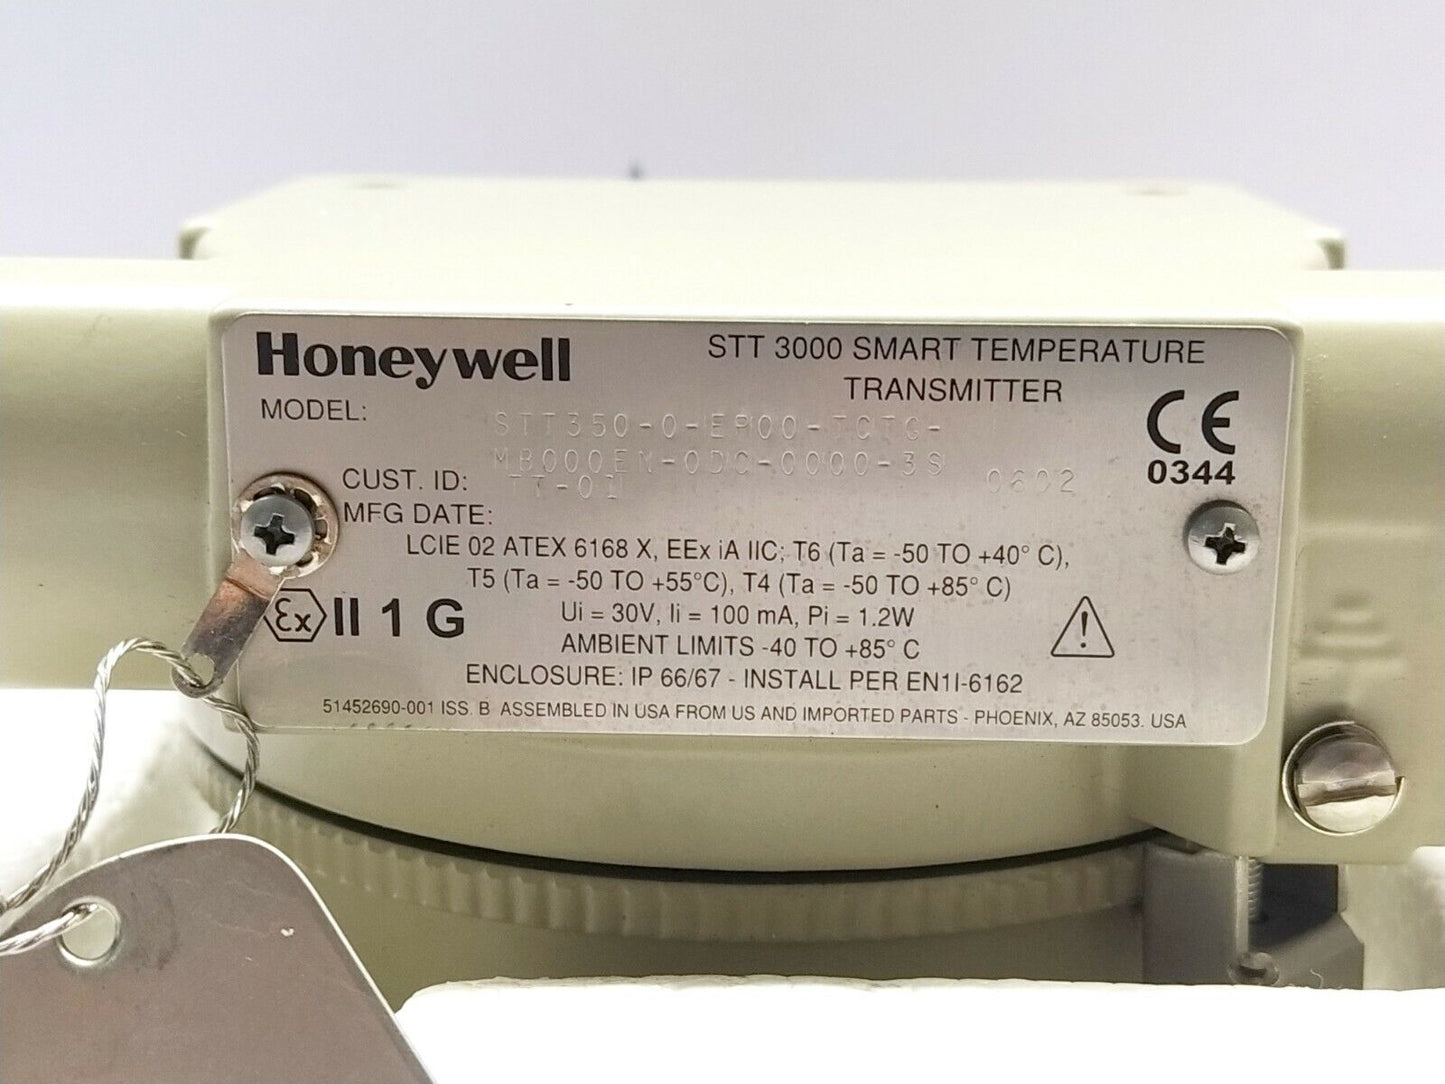 Honeywell
STT 3000 SMART TEMPERATURE
TRANSMITTER
MODEL: STT350-0-EP00-TCTG-
MB000EM-0DC-0000-3S
CUST. ID: TT-01 0602
MFG DATE:
CE
0344
LCIE 02 ATEX 6168 X, EEx iA IIC; T6 (Ta = -50 TO +40° C),
T5 (Ta = -50 TO +55°C), T4 (Ta = -50 TO +85° C)
Ex II 1 G
Ui = 30V, Ii = 100 mA, Pi = 1.2W
AMBIENT LIMITS -40 TO +85° C
ENCLOSURE: IP 66/67 - INSTALL PER EN1I-6162
51452690-001 ISS. B ASSEMBLED IN USA FROM US AND IMPORTED PARTS - PHOENIX, AZ 85053. USA